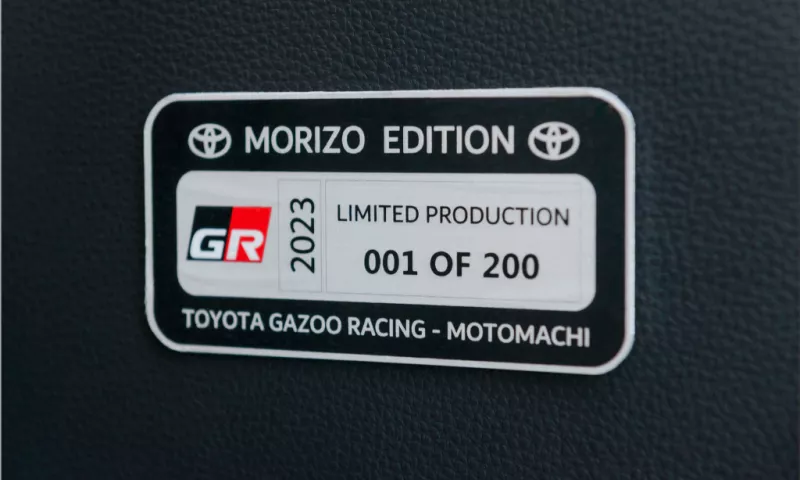 MORIZO EDITION
GR
2023
LIMITED PRODUCTION
001 OF 200
TOYOTA GAZOO RACING - MOTOMACHI